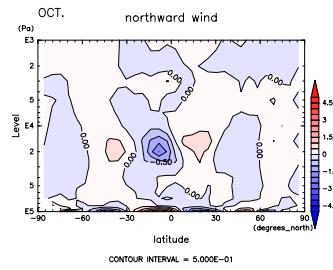 OCT.
northward wind
(Pa)
E3
2
5
E4
2
5
E5
Level
0.00
0.00
0.00
0.00
0.00
-0.50
-90
-60
-30
0
30
60
90
(degrees_north)
latitude
4.5
3
1.5
0
-1.5
-3
-4.
CONTOUR INTERVAL = 5.000E-01